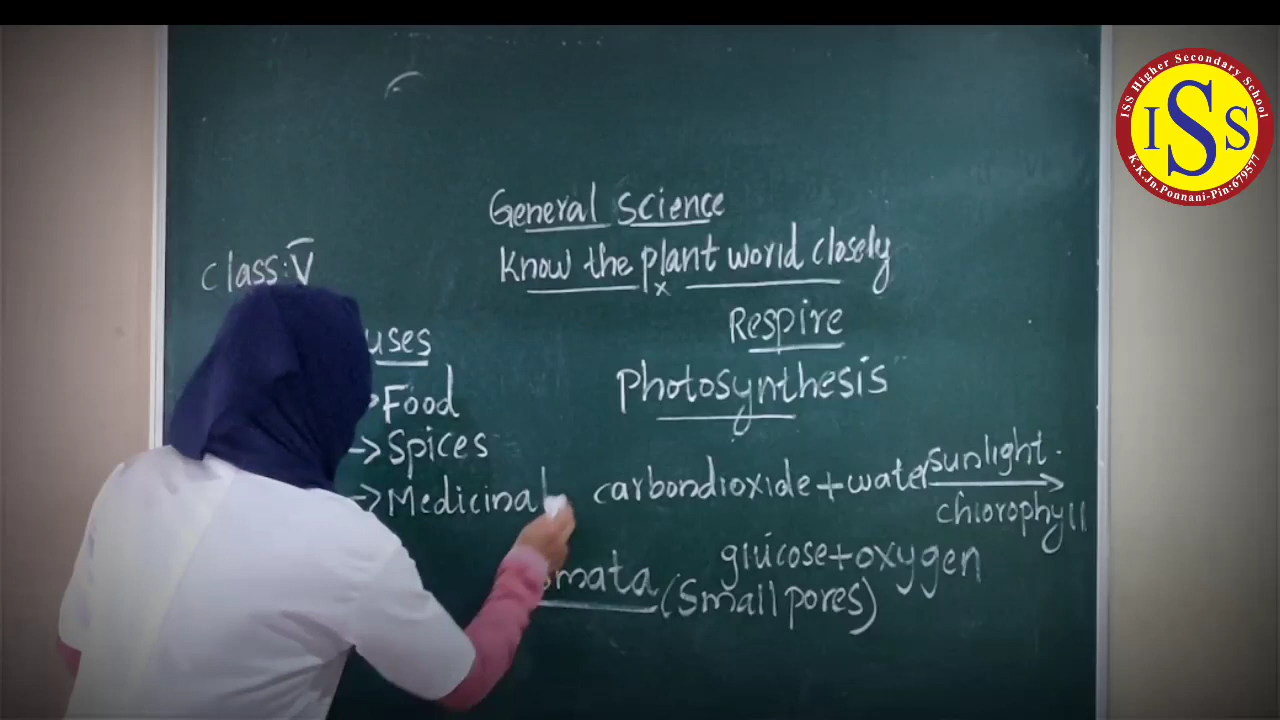 General Science
Know the plant world closely
x
class: V
Respire
uses
Photosynthesis
→Food
→Spices
→Medicinal
carbondioxide+water sunlight
chlorophyll
glucose+oxygen
mata (Small pores)
ISS Higher Secondary School
ISS
K.K.Jn.Ponnani-Pin:679577